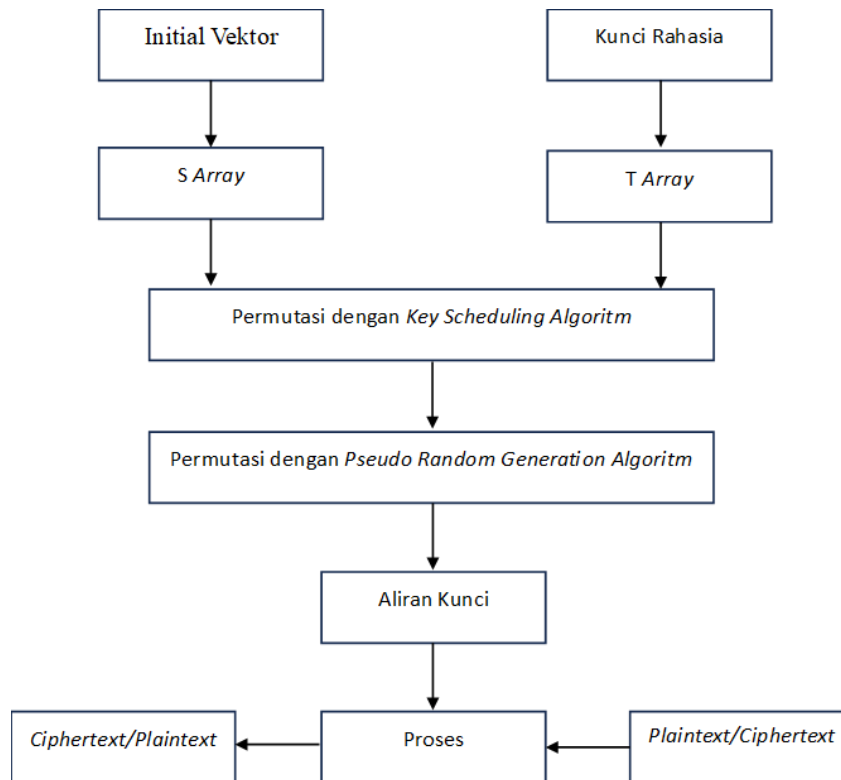 Initial Vektor
Kunci Rahasia
S Array
T Array
Permutasi dengan Key Scheduling Algoritm
Permutasi dengan Pseudo Random Generation Algoritm
Aliran Kunci
Ciphertext/Plaintext
Proses
Plaintext/Ciphertext